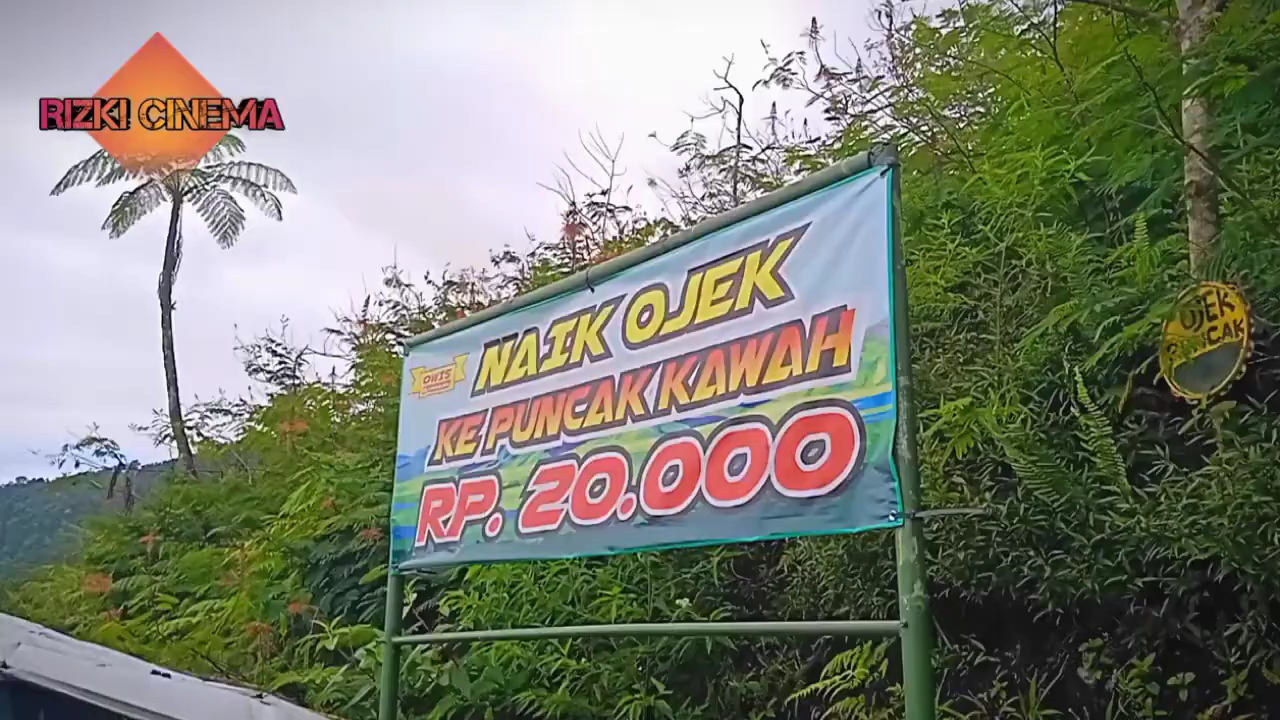 RIZKI CINEMA
NAIK OJEK
KE PUNCAK KAWAH
RP. 20.000
OJEK
PUNCAK